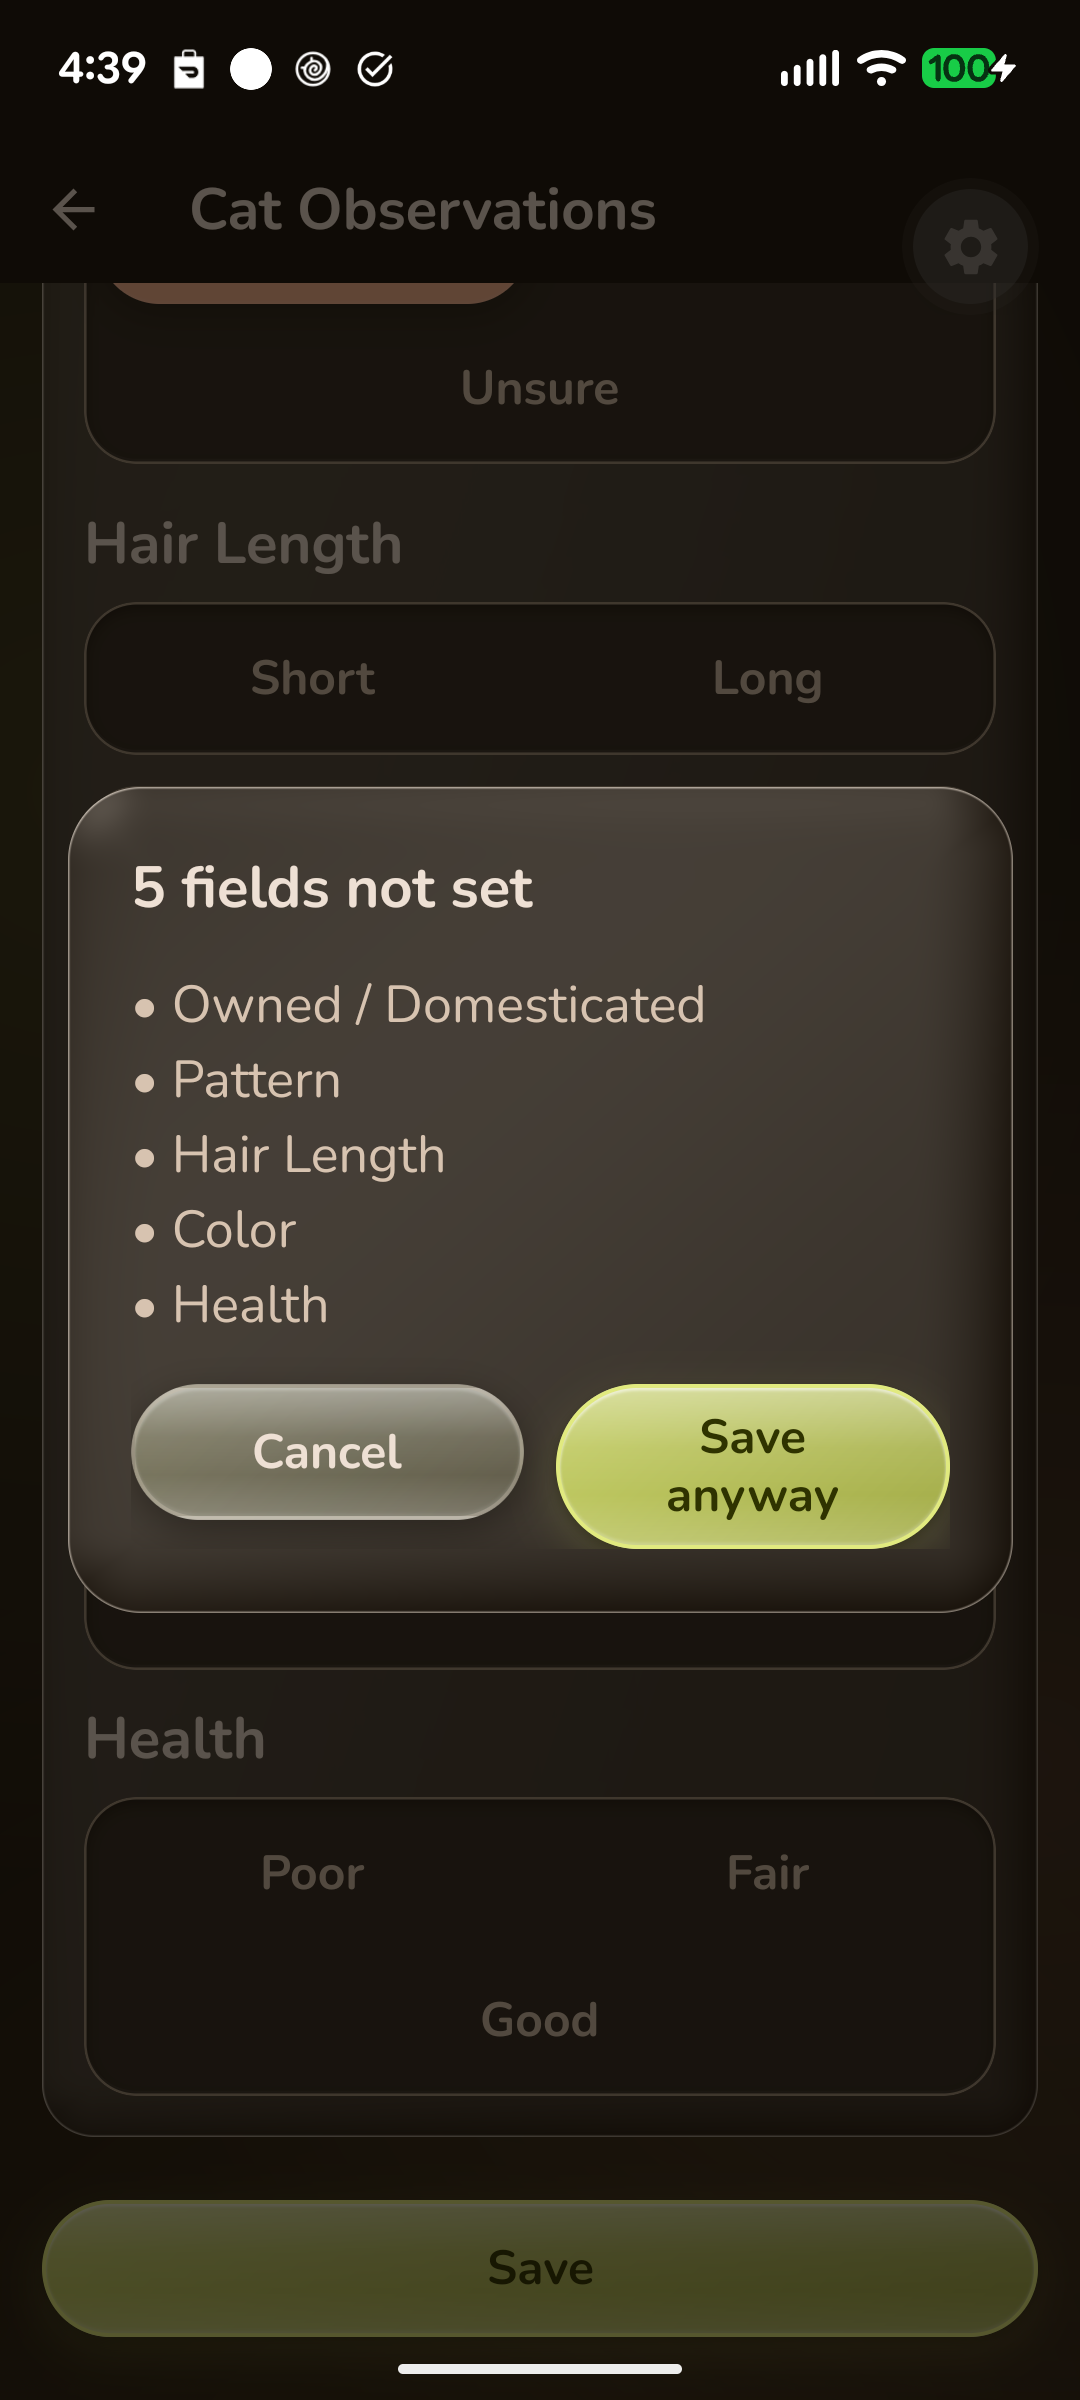 4:39
100
Cat Observations
Unsure
Hair Length
Short Long
5 fields not set
• Owned / Domesticated
• Pattern
• Hair Length
• Color
• Health
Cancel
Save
anyway
Health
Poor Fair
Good
Save